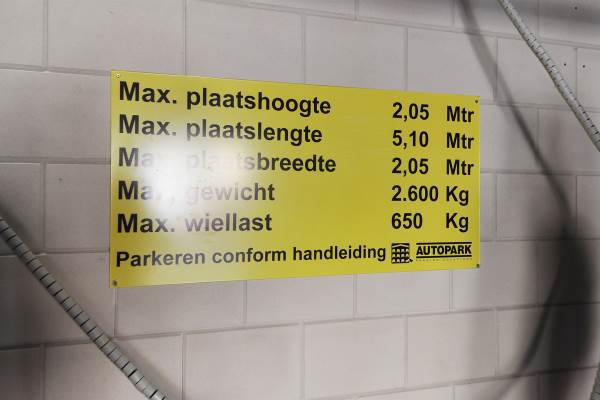 Max. plaatshoogte 2,05 Mtr
Max. plaatslengte 5,10 Mtr
Max. plaatsbreedte 2,05 Mtr
Max. gewicht 2.600 Kg
Max. wiellast 650 Kg
Parkeren conform handleiding AUTOPARK